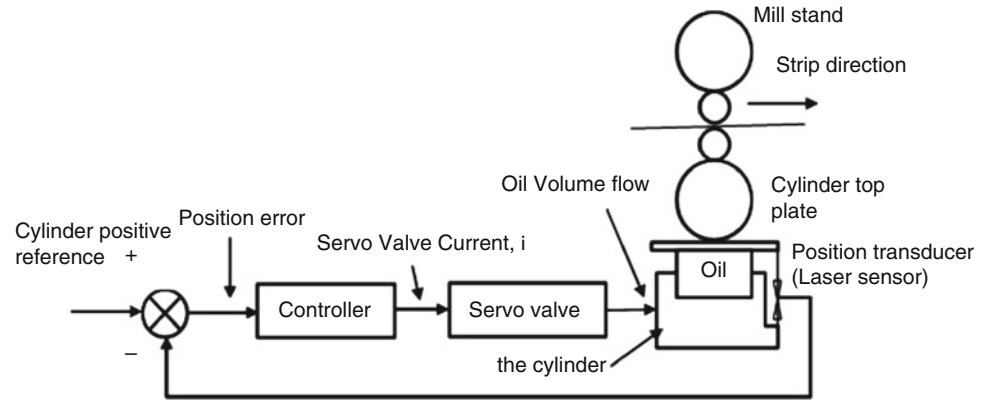 Mill stand
Strip direction
Oil Volume flow
Cylinder top
plate
Cylinder positive
reference +
Position error
Servo Valve Current, i
Position transducer
(Laser sensor)
Oil
Controller
Servo valve
–
the cylinder